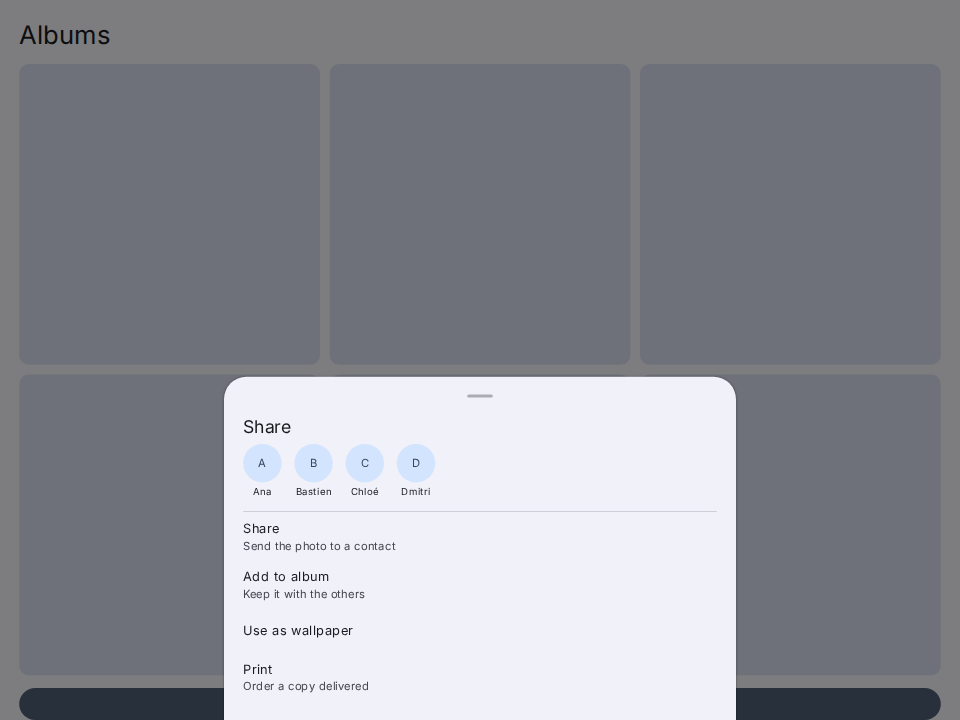 Albums
Share
A B C D
Ana Bastien Chloé Dmitri
Share
Send the photo to a contact
Add to album
Keep it with the others
Use as wallpaper
Print
Order a copy delivered